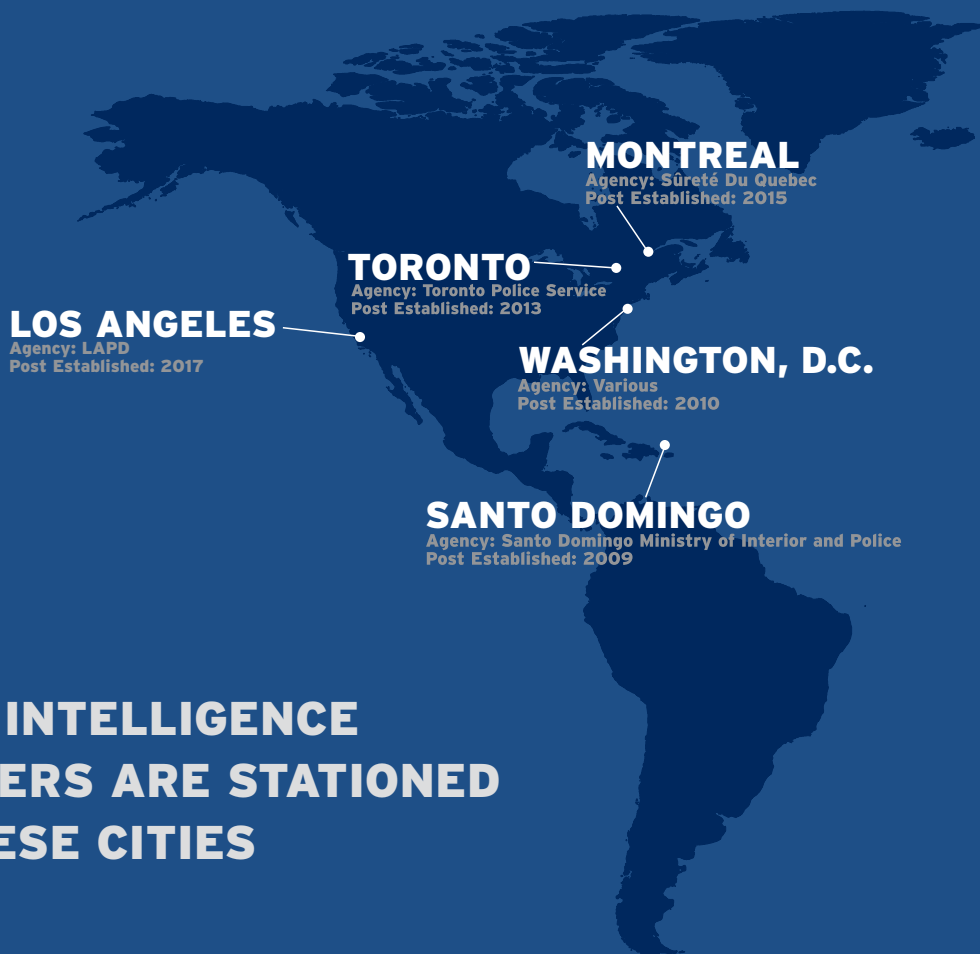 MONTREAL
Agency: Sûreté Du Quebec
Post Established: 2015
TORONTO
Agency: Toronto Police Service
Post Established: 2013
LOS ANGELES
Agency: LAPD
Post Established: 2017
WASHINGTON, D.C.
Agency: Various
Post Established: 2010
SANTO DOMINGO
Agency: Santo Domingo Ministry of Interior and Police
Post Established: 2009
INTELLIGENCE
ERS ARE STATIONED
ESE CITIES